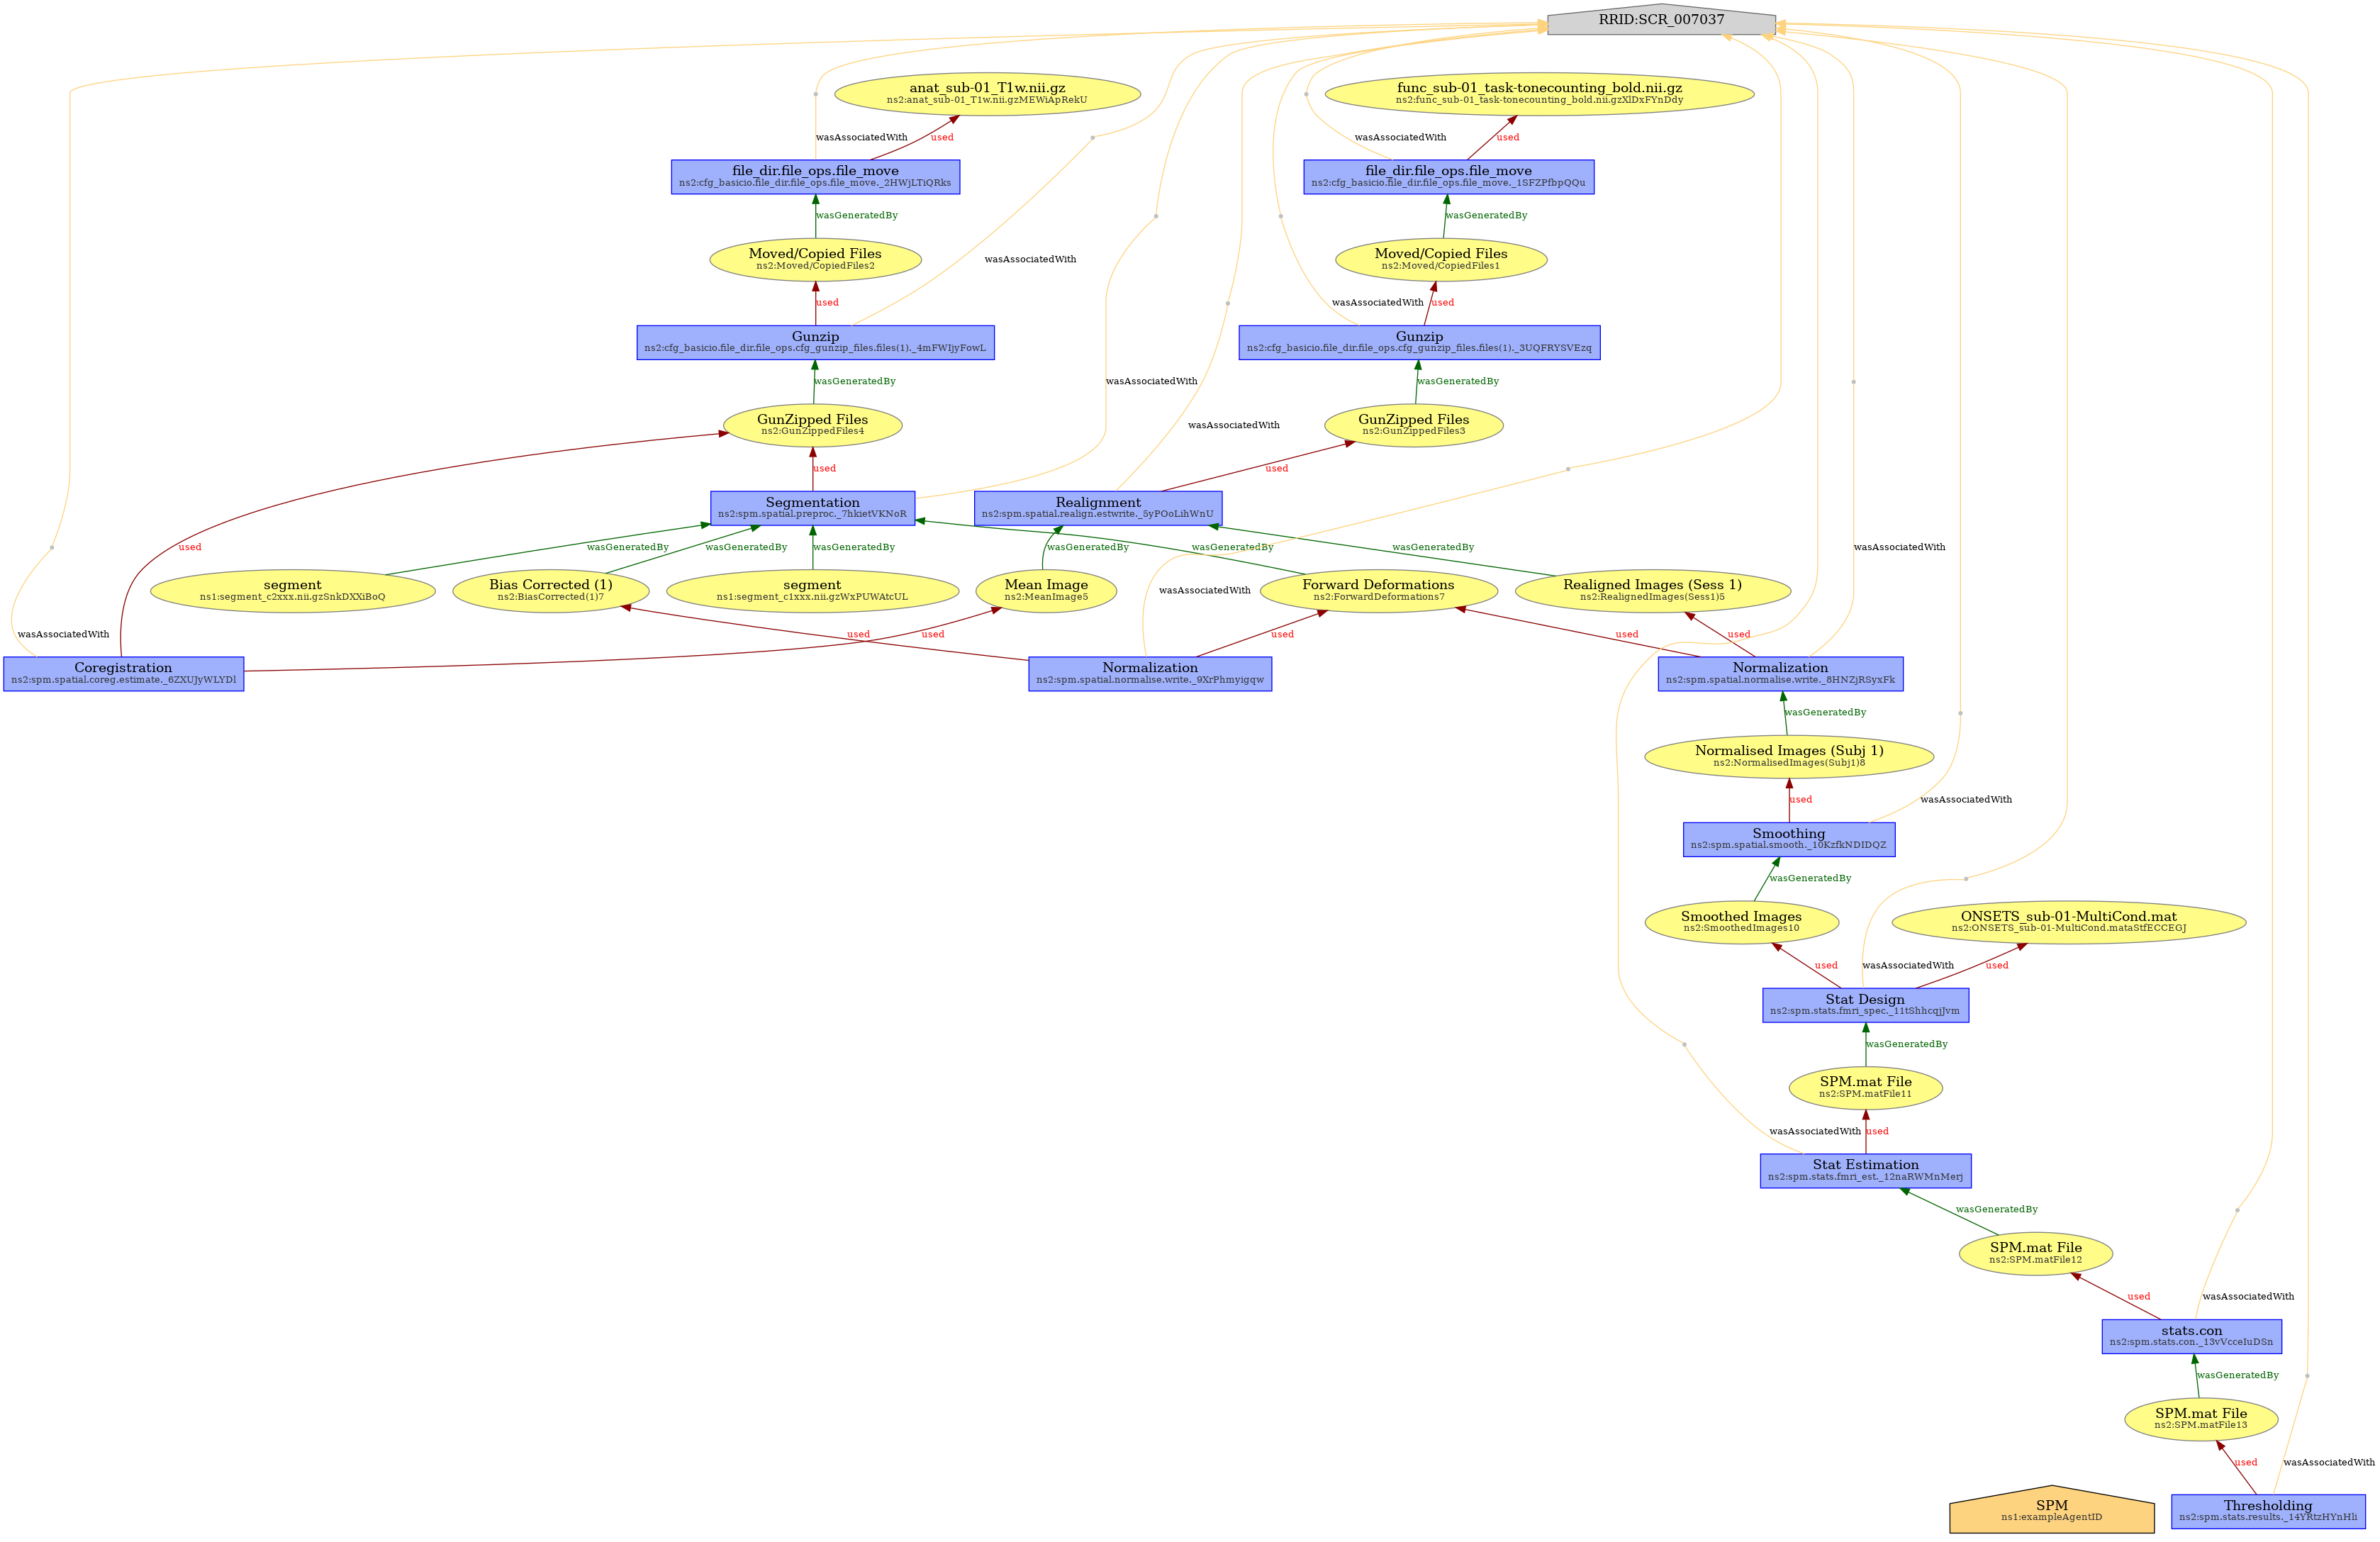 RRID:SCR_007037
anat_sub-01_T1w.nii.gz
ns2:anat_sub-01_T1w.nii.gzMEWiApRekU
func_sub-01_task-tonecounting_bold.nii.gz
ns2:func_sub-01_task-tonecounting_bold.nii.gzXlDxFYnDdy
wasAssociatedWith
used
wasAssociatedWith
used
file_dir.file_ops.file_move
ns2:cfg_basicio.file_dir.file_ops.file_move._2HWjLTiQRks
file_dir.file_ops.file_move
ns2:cfg_basicio.file_dir.file_ops.file_move._1SFZPfbpQQu
wasGeneratedBy
wasGeneratedBy
Moved/Copied Files
ns2:Moved/CopiedFiles2
wasAssociatedWith
Moved/Copied Files
ns2:Moved/CopiedFiles1
used
wasAssociatedWith
used
Gunzip
ns2:cfg_basicio.file_dir.file_ops.cfg_gunzip_files.files(1)._4mFWIjyFowL
Gunzip
ns2:cfg_basicio.file_dir.file_ops.cfg_gunzip_files.files(1)._3UQFRYSVEzq
wasGeneratedBy
wasAssociatedWith
wasGeneratedBy
GunZipped Files
ns2:GunZippedFiles4
wasAssociatedWith
GunZipped Files
ns2:GunZippedFiles3
used
used
Segmentation
ns2:spm.spatial.preproc._7hkietVKNoR
Realignment
ns2:spm.spatial.realign.estwrite._5yPOoLihWnU
used
wasGeneratedBy
wasGeneratedBy
wasGeneratedBy
wasGeneratedBy
wasGeneratedBy
wasGeneratedBy
wasAssociatedWith
segment
ns1:segment_c2xxx.nii.gzSnkDXXiBoQ
Bias Corrected (1)
ns2:BiasCorrected(1)7
segment
ns1:segment_c1xxx.nii.gzWxPUWAtcUL
Mean Image
ns2:MeanImage5
wasAssociatedWith
Forward Deformations
ns2:ForwardDeformations7
Realigned Images (Sess 1)
ns2:RealignedImages(Sess1)5
wasAssociatedWith
used
used
used
used
used
Coregistration
ns2:spm.spatial.coreg.estimate._6ZXUJyWLYDl
Normalization
ns2:spm.spatial.normalise.write._9XrPhmyigqw
Normalization
ns2:spm.spatial.normalise.write._8HNZjRSyxFk
wasGeneratedBy
Normalised Images (Subj 1)
ns2:NormalisedImages(Subj1)8
used
wasAssociatedWith
Smoothing
ns2:spm.spatial.smooth._10KzfkNDIDQZ
wasGeneratedBy
Smoothed Images
ns2:SmoothedImages10
ONSETS_sub-01-MultiCond.mat
ns2:ONSETS_sub-01-MultiCond.mataStfECCEGJ
used
wasAssociatedWith
used
Stat Design
ns2:spm.stats.fmri_spec._11tShhcqjJvm
wasGeneratedBy
SPM.mat File
ns2:SPM.matFile11
wasAssociatedWith
used
Stat Estimation
ns2:spm.stats.fmri_est._12naRWMnMerj
wasGeneratedBy
SPM.mat File
ns2:SPM.matFile12
used
wasAssociatedWith
stats.con
ns2:spm.stats.con._13vVcceIuDSn
wasGeneratedBy
SPM.mat File
ns2:SPM.matFile13
used
wasAssociatedWith
SPM
ns1:exampleAgentID
Thresholding
ns2:spm.stats.results._14YRtzHYnHli